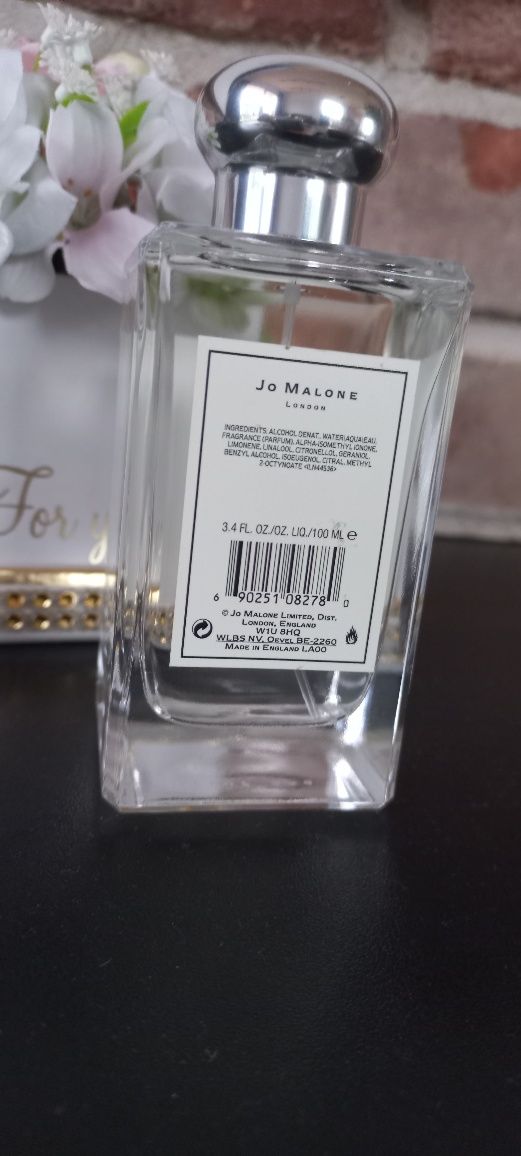 For y
JO MALONE
LONDON
INGREDIENTS: ALCOHOL DENAT., WATER(AQUA)EAU,
FRAGRANCE (PARFUM), ALPHA-ISOMETHYL IONONE,
LIMONENE, LINALOOL, CITRONELLOL, GERANIOL,
BENZYL ALCOHOL, ISOEUGENOL, CITRAL, METHYL
2-OCTYNOATE <ILN44536>
3.4 FL. OZ./OZ. LIQ./100 ML ℮
6 90251 08278 0
© JO MALONE LIMITED, DIST.
LONDON, ENGLAND
W1U 8HQ
WLBS NV, OEVEL BE-2260
MADE IN ENGLAND LA00